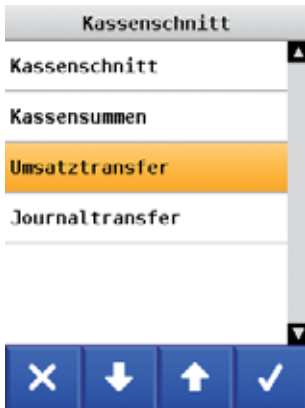 Kassenschnitt
Kassenschnitt
Kassensummen
Umsatztransfer
Journaltransfer